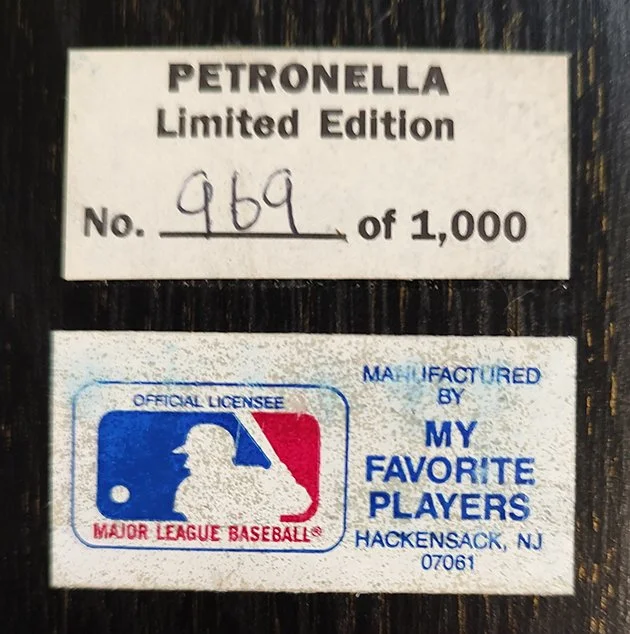 PETRONELLA
Limited Edition
No. 969 of 1,000
OFFICIAL LICENSEE
MAJOR LEAGUE BASEBALL®
MANUFACTURED
BY
MY
FAVORITE
PLAYERS
HACKENSACK, NJ
07061